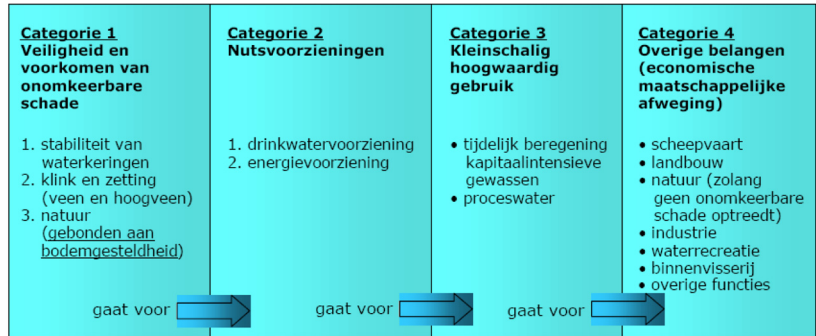 Categorie 1
Veiligheid en
voorkomen van
onomkeerbare
schade
1. stabiliteit van
waterkeringen
2. klink en zetting
(veen en hoogveen)
3. natuur
(gebonden aan
bodemgesteldheid)
gaat voor
Categorie 2
Nutsvoorzieningen
1. drinkwatervoorziening
2. energievoorziening
gaat voor
Categorie 3
Kleinschalig
hoogwaardig
gebruik
• tijdelijk beregening
kapitaalintensieve
gewassen
• proceswater
gaat voor
Categorie 4
Overige belangen
(economische
maatschappelijke
afweging)
• scheepvaart
• landbouw
• natuur (zolang
geen onomkeerbare
schade optreedt)
• industrie
• waterrecreatie
• binnenvisserij
• overige functies